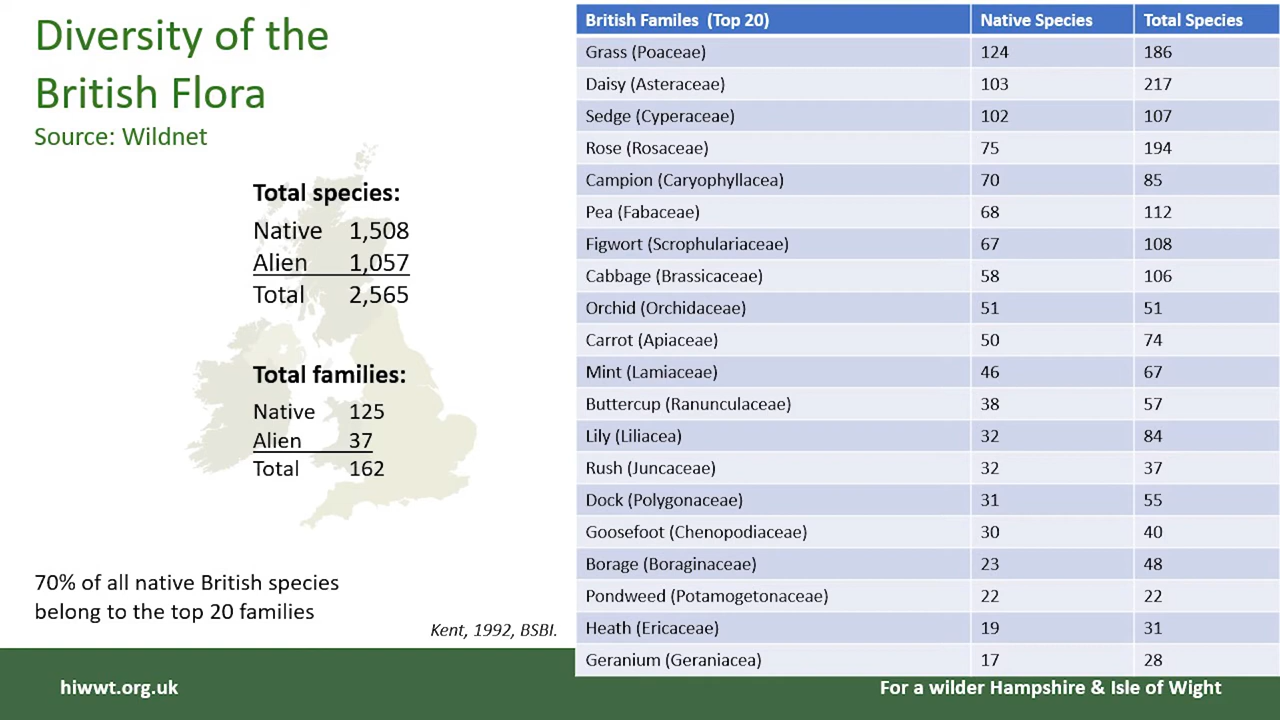 Diversity of the
British Flora
Source: Wildnet
Total species:
Native 1,508
Alien 1,057
Total 2,565
Total families:
Native 125
Alien 37
Total 162
70% of all native British species
belong to the top 20 families
Kent, 1992, BSBI.
British Familes (Top 20) Native Species Total Species
Grass (Poaceae) 124 186
Daisy (Asteraceae) 103 217
Sedge (Cyperaceae) 102 107
Rose (Rosaceae) 75 194
Campion (Caryophyllacea) 70 85
Pea (Fabaceae) 68 112
Figwort (Scrophulariaceae) 67 108
Cabbage (Brassicaceae) 58 106
Orchid (Orchidaceae) 51 51
Carrot (Apiaceae) 50 74
Mint (Lamiaceae) 46 67
Buttercup (Ranunculaceae) 38 57
Lily (Liliacea) 32 84
Rush (Juncaceae) 32 37
Dock (Polygonaceae) 31 55
Goosefoot (Chenopodiaceae) 30 40
Borage (Boraginaceae) 23 48
Pondweed (Potamogetonaceae) 22 22
Heath (Ericaceae) 19 31
Geranium (Geraniacea) 17 28
hiwwt.org.uk
For a wilder Hampshire & Isle of Wight